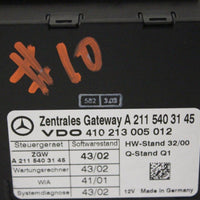 #10
582 3.03
Zentrales Gateway A 211 540 31 45
VDO 410 213 005 012
Steuergeraet Softwarestand HW-Stand 32/00
ZGW 43/02 Q-Stand Q1
A 211 540 31 45
Wartungsrechner 43/02
WIA 41/01
Systemdiagnose 43/02 12V Made in Germany